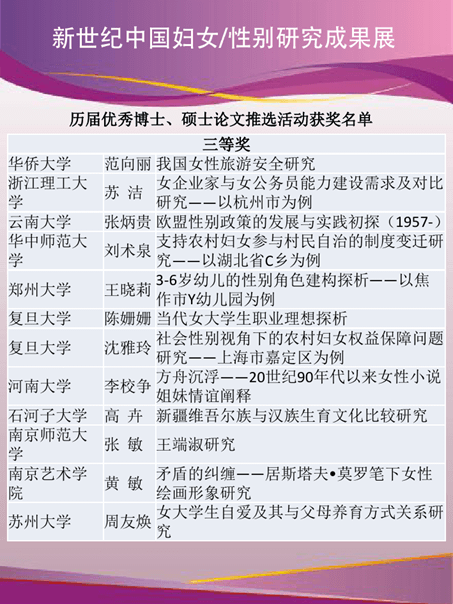 新世纪中国妇女/性别研究成果展
历届优秀博士、硕士论文推选活动获奖名单
三等奖
华侨大学 范向丽 我国女性旅游安全研究
浙江理工大学 苏 洁 女企业家与女公务员能力建设需求及对比研究——以杭州市为例
云南大学 张炳贵 欧盟性别政策的发展与实践初探（1957-）
华中师范大学 刘术泉 支持农村妇女参与村民自治的制度变迁研究——以湖北省C乡为例
郑州大学 王晓莉 3-6岁幼儿的性别角色建构探析——以焦作市Y幼儿园为例
复旦大学 陈姗姗 当代女大学生职业理想探析
复旦大学 沈雅玲 社会性别视角下的农村妇女权益保障问题研究——上海市嘉定区为例
河南大学 李校争 方舟沉浮——20世纪90年代以来女性小说姐妹情谊阐释
石河子大学 高 卉 新疆维吾尔族与汉族生育文化比较研究
南京师范大学 张 敏 王端淑研究
南京艺术学院 黄 敏 矛盾的纠缠——居斯塔夫•莫罗笔下女性绘画形象研究
苏州大学 周友焕 女大学生自爱及其与父母养育方式关系研究